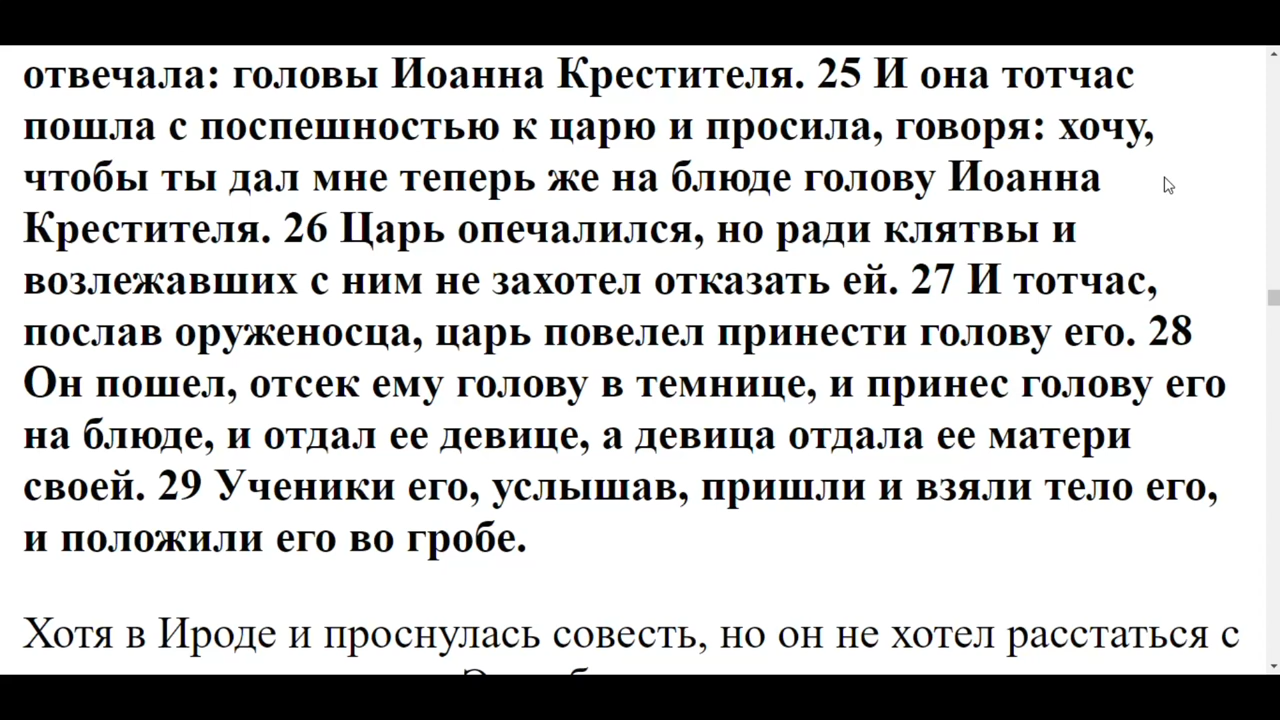 отвечала: головы Иоанна Крестителя. 25 И она тотчас
пошла с поспешностью к царю и просила, говоря: хочу,
чтобы ты дал мне теперь же на блюде голову Иоанна
Крестителя. 26 Царь опечалился, но ради клятвы и
возлежавших с ним не захотел отказать ей. 27 И тотчас,
послав оруженосца, царь повелел принести голову его. 28
Он пошел, отсек ему голову в темнице, и принес голову его
на блюде, и отдал ее девице, а девица отдала ее матери
своей. 29 Ученики его, услышав, пришли и взяли тело его,
и положили его во гробе.
Хотя в Ироде и проснулась совесть, но он не хотел расстаться с